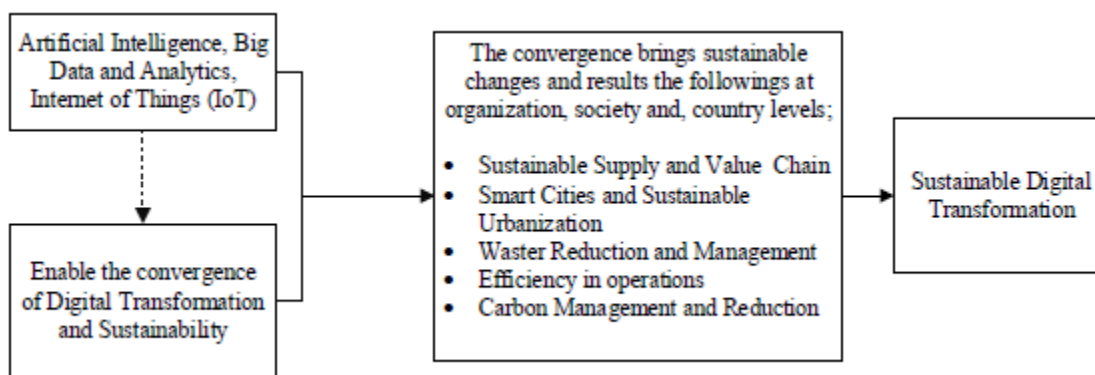 Artificial Intelligence, Big
Data and Analytics,
Internet of Things (IoT)
Enable the convergence
of Digital Transformation
and Sustainability
The convergence brings sustainable
changes and results the followings at
organization, society and, country levels;
• Sustainable Supply and Value Chain
• Smart Cities and Sustainable
Urbanization
• Waster Reduction and Management
• Efficiency in operations
• Carbon Management and Reduction
Sustainable Digital
Transformation